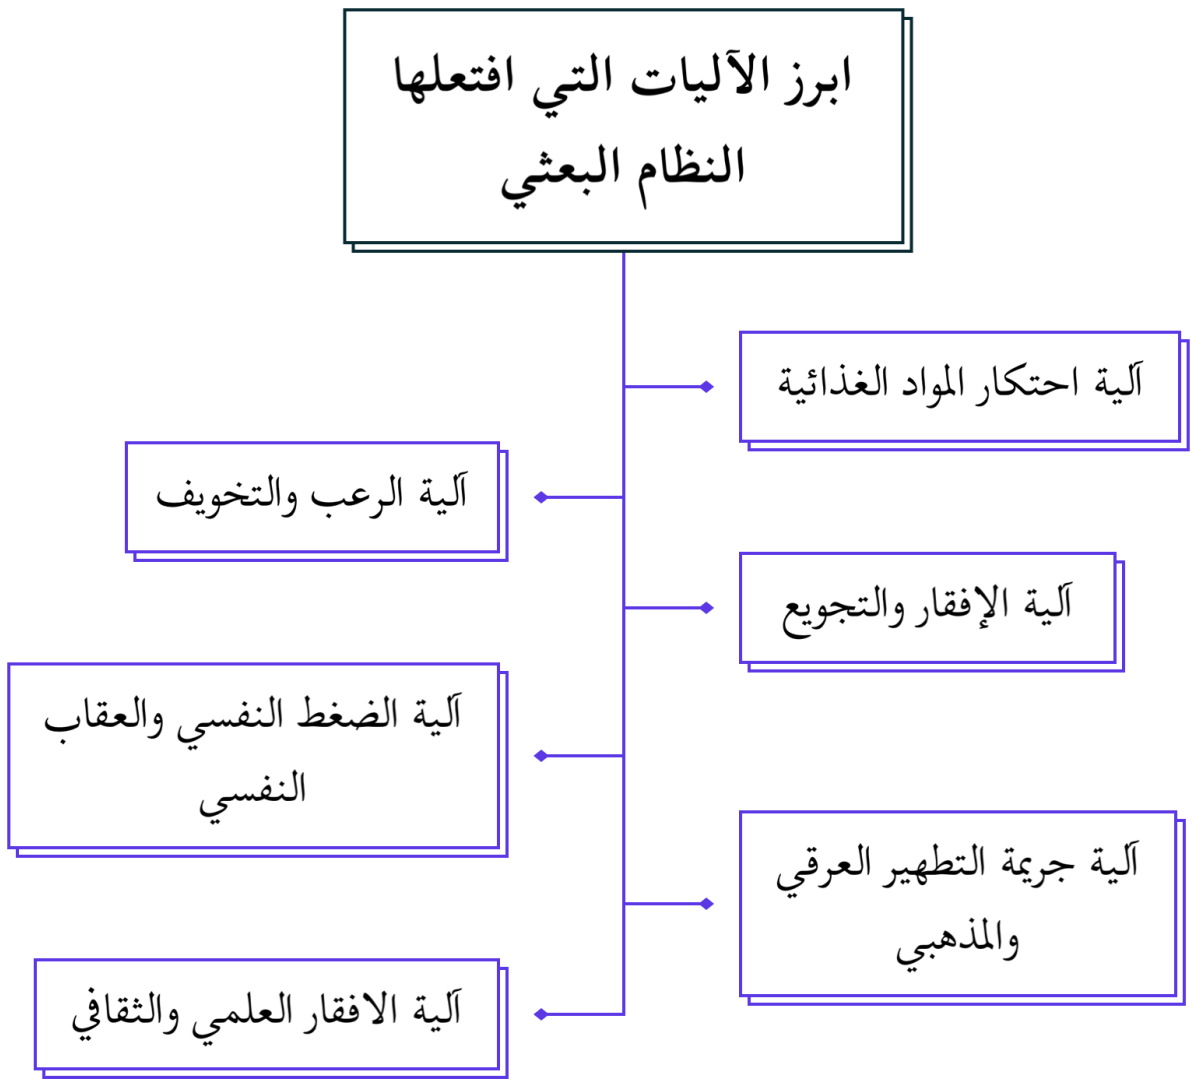 ابرز الآليات التي افتعلها
النظام البعثي
آلية احتكار المواد الغذائية
آلية الرعب والتخويف
آلية الإفقار والتجويع
آلية الضغط النفسي والعقاب
النفسي
آلية جريمة التطهير العرقي
والمذهبي
آلية الافقار العلمي والثقافي